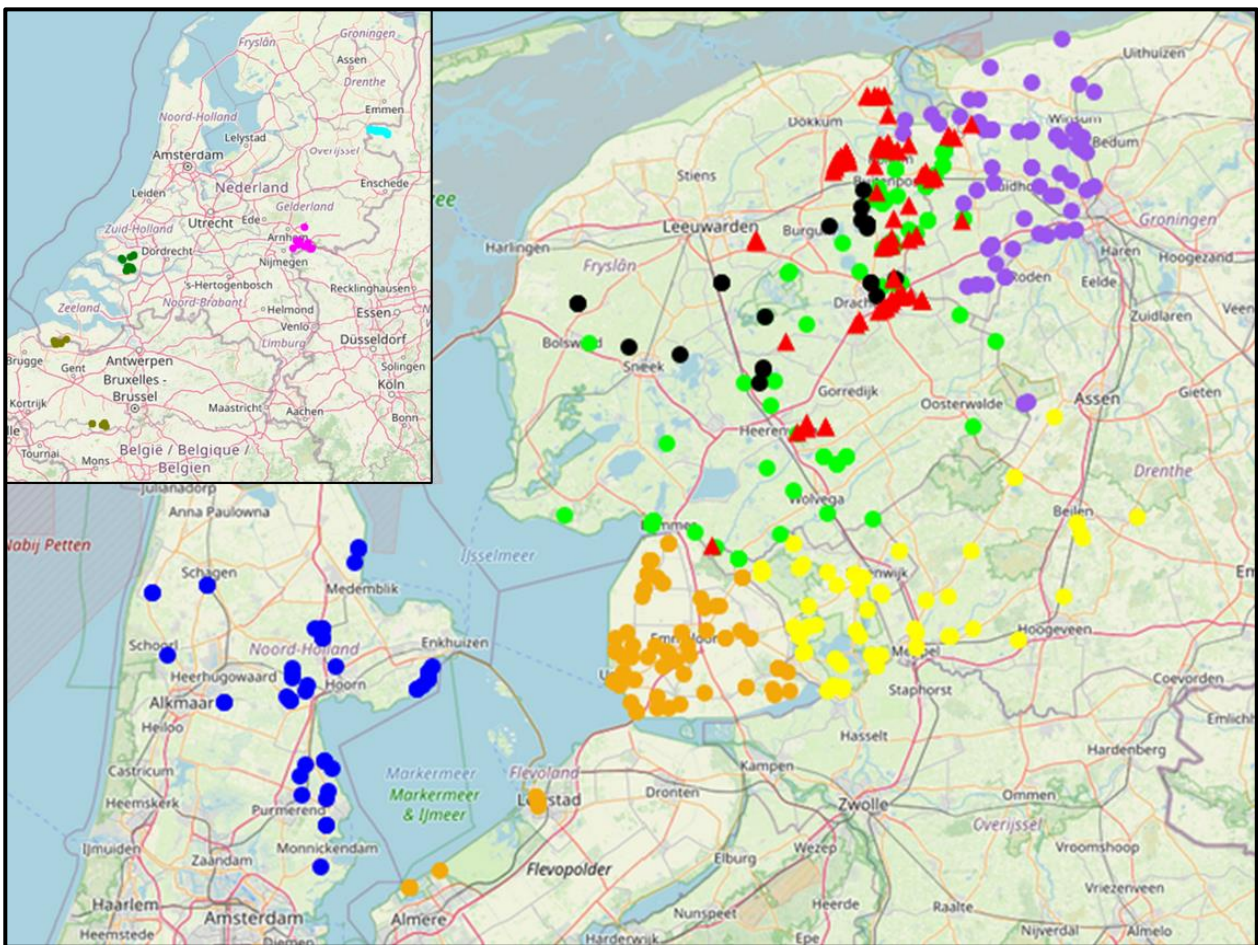 Groningen
Fryslân
Assen
Drenthe
Noord-Holland
Emmen
Lelystad
Amsterdam
Overijssel
Leiden
Nederland
Enschede
Gelderland
Utrecht
Ede
Zuid-Holland
Arnhem
Dordrecht
Nijmegen
's-Hertogenbosch
Recklinghausen
Zeeland
Noord-Brabant
Helmond
Essen
Venlo
Brugge
Antwerpen
Limburg
Düsseldorf
Gent
Solingen
Bruxelles -
Brussel
Köln
Kortrijk
Maastricht
Aachen
Bonn
lle
Tournai
Mons
België / Belgique /
Belgien
Uithuizen
Dokkum
Winsum
Bedum
Stiens
ree
Leeuwarden
Groningen
Harlingen
Haren
Hoogezand
Fryslân
Roden
Eelde
Zuidlaren
Veen
Bolsward
Sneek
Gorredijk
Gieten
Oosterwolde
Assen
Drenthe
Wolvega
Beilen
Julianadorp
Anna Paulowna
Nabij Petten
IJsselmeer
Schagen
Medemblik
Schoorl
Enkhuizen
Noord-Holland
Hoogeveen
Heerhugowaard
Hoorn
Meppel
Coevorden
Staphorst
Alkmaar
Heiloo
Hasselt
Hardenberg
Castricum
Markermeer
Flevoland
Kampen
Markermeer
& IJmeer
Dronten
Ommen
Heemskerk
Zwolle
Purmerend
Overijssel
IJmuiden
Monnickendam
Wezep
Vroomshoop
Zaandam
Elburg
Flevopolder
Vriezenveen
Haarlem
Heerde
Raalte
Amsterdam
Almere
Nunspeet
Heemstede
Diemen
Harderwijk
Epe
Nijverdal
Almelo